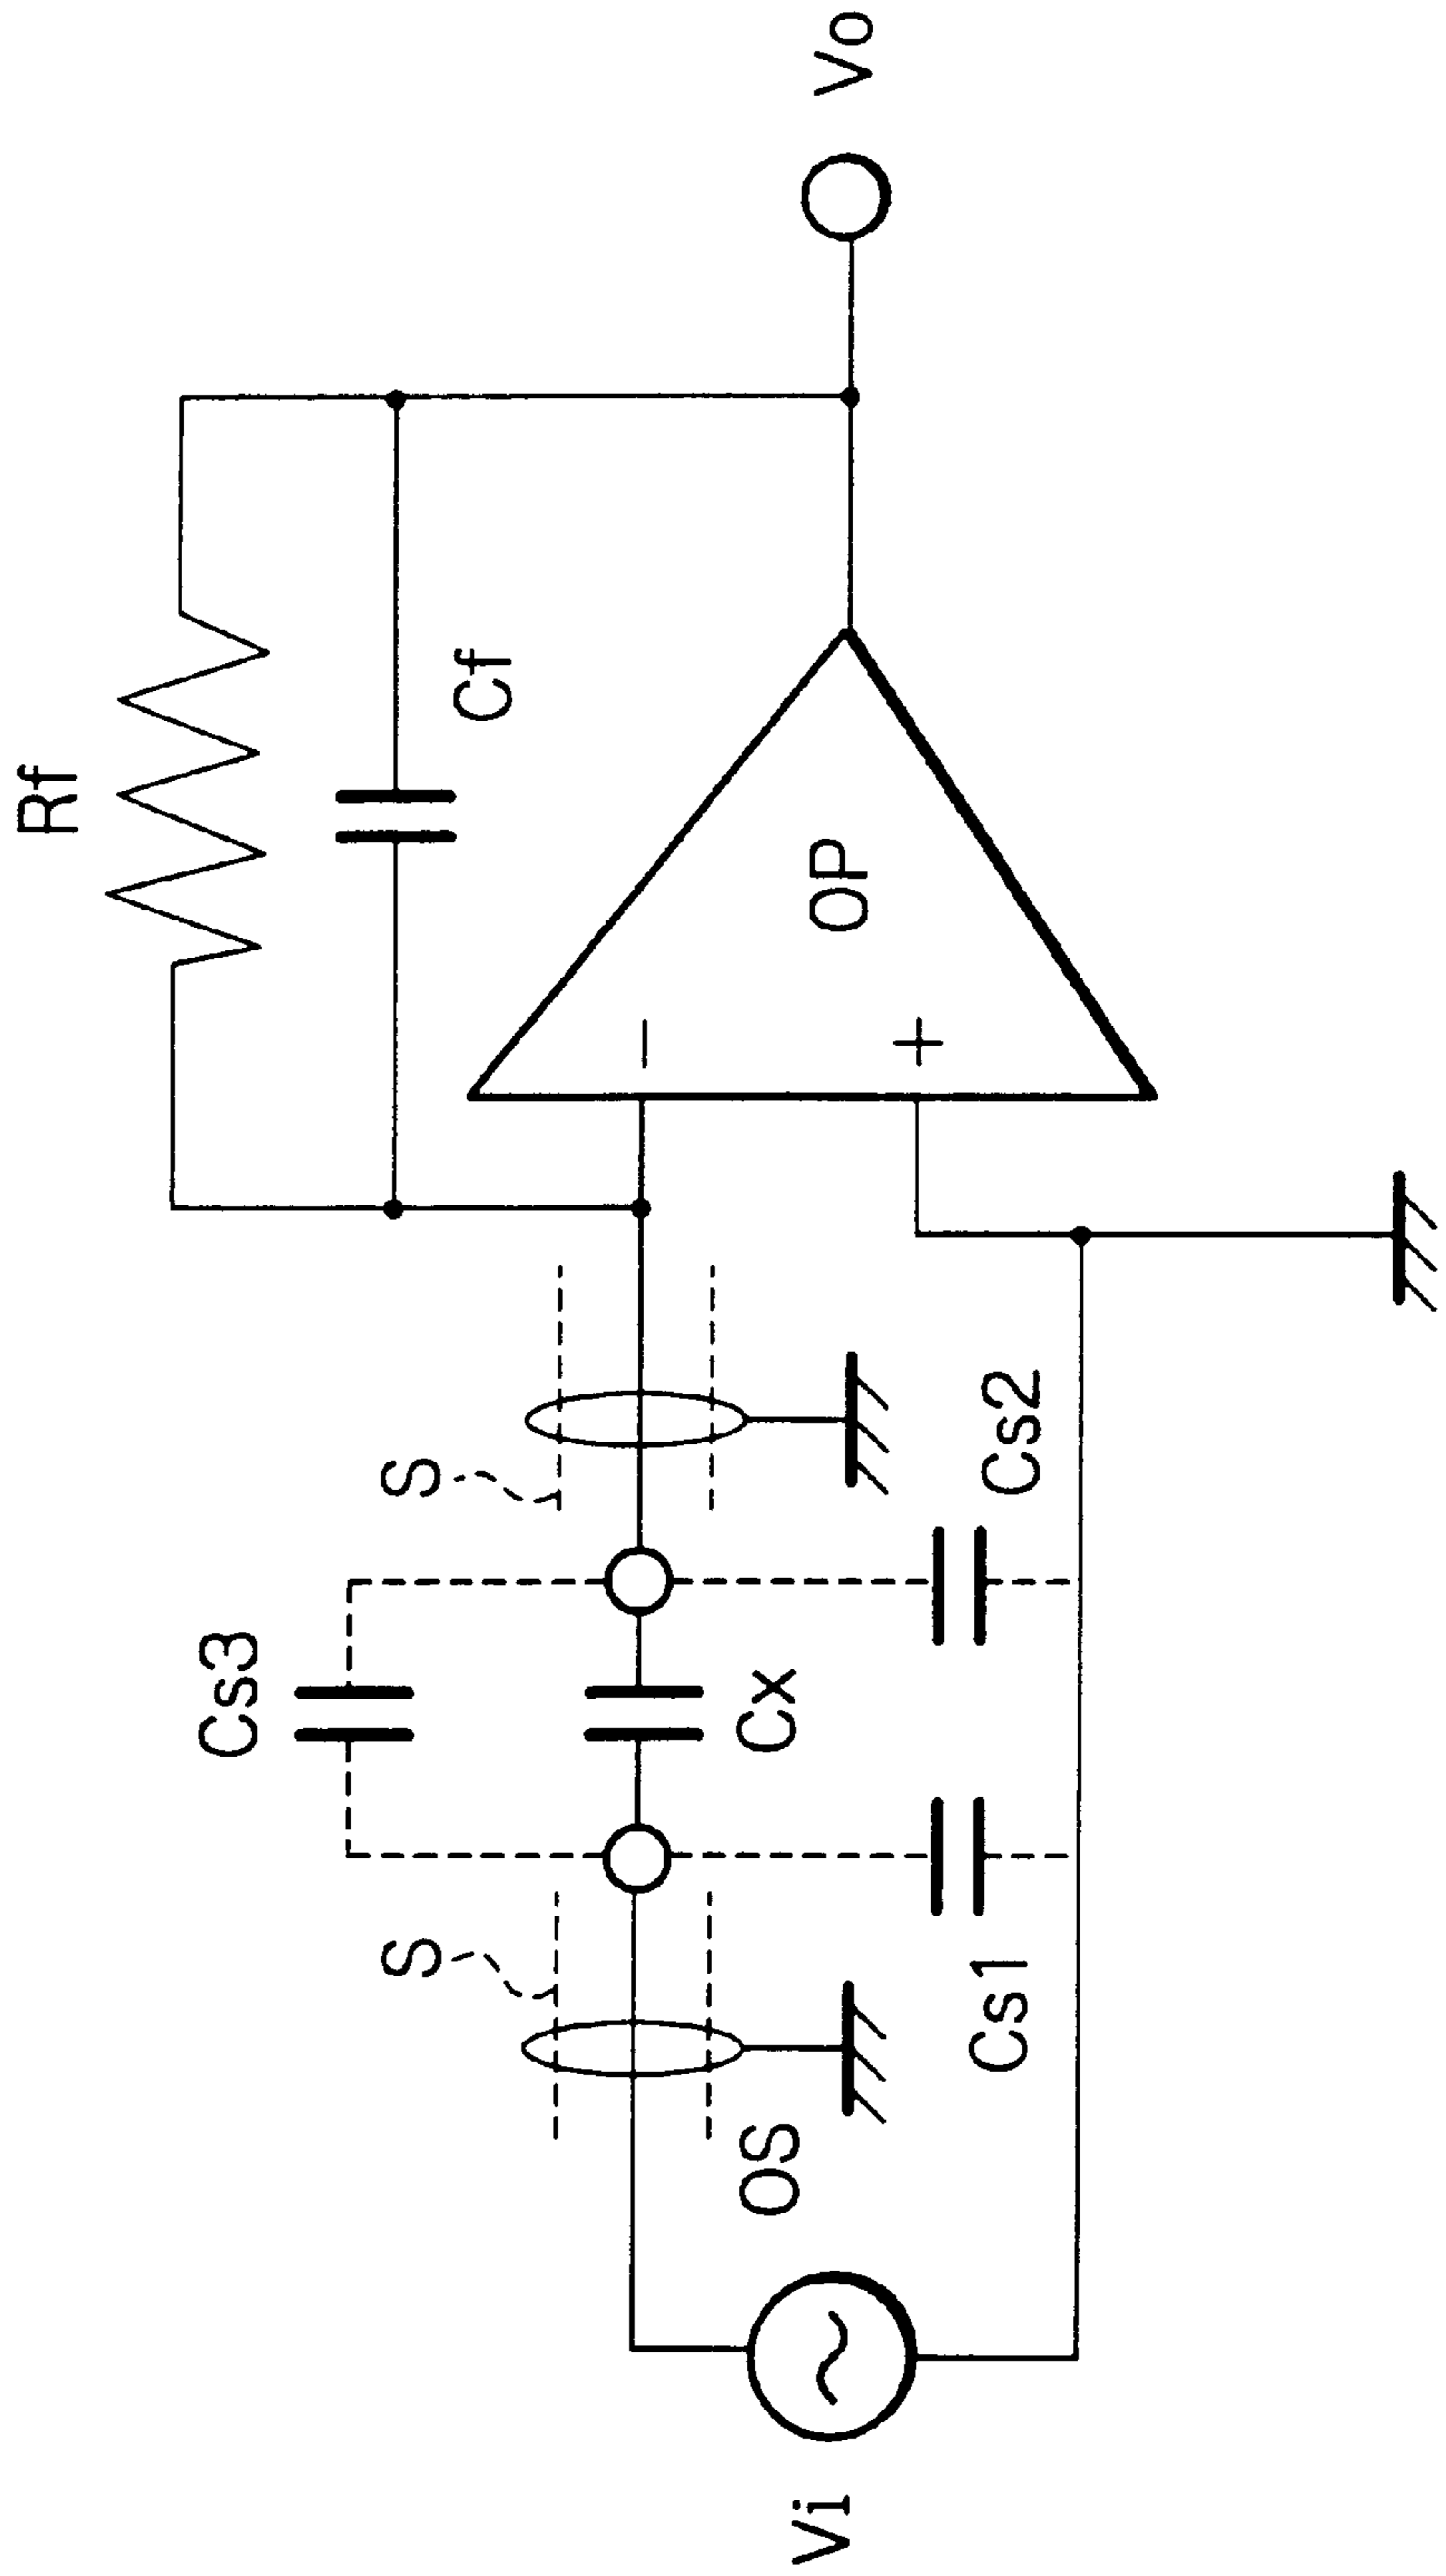 Rf
Cf
Cs3
S
S
Cx
OS
OP
−
+
Vi
Vo
Cs1
Cs2